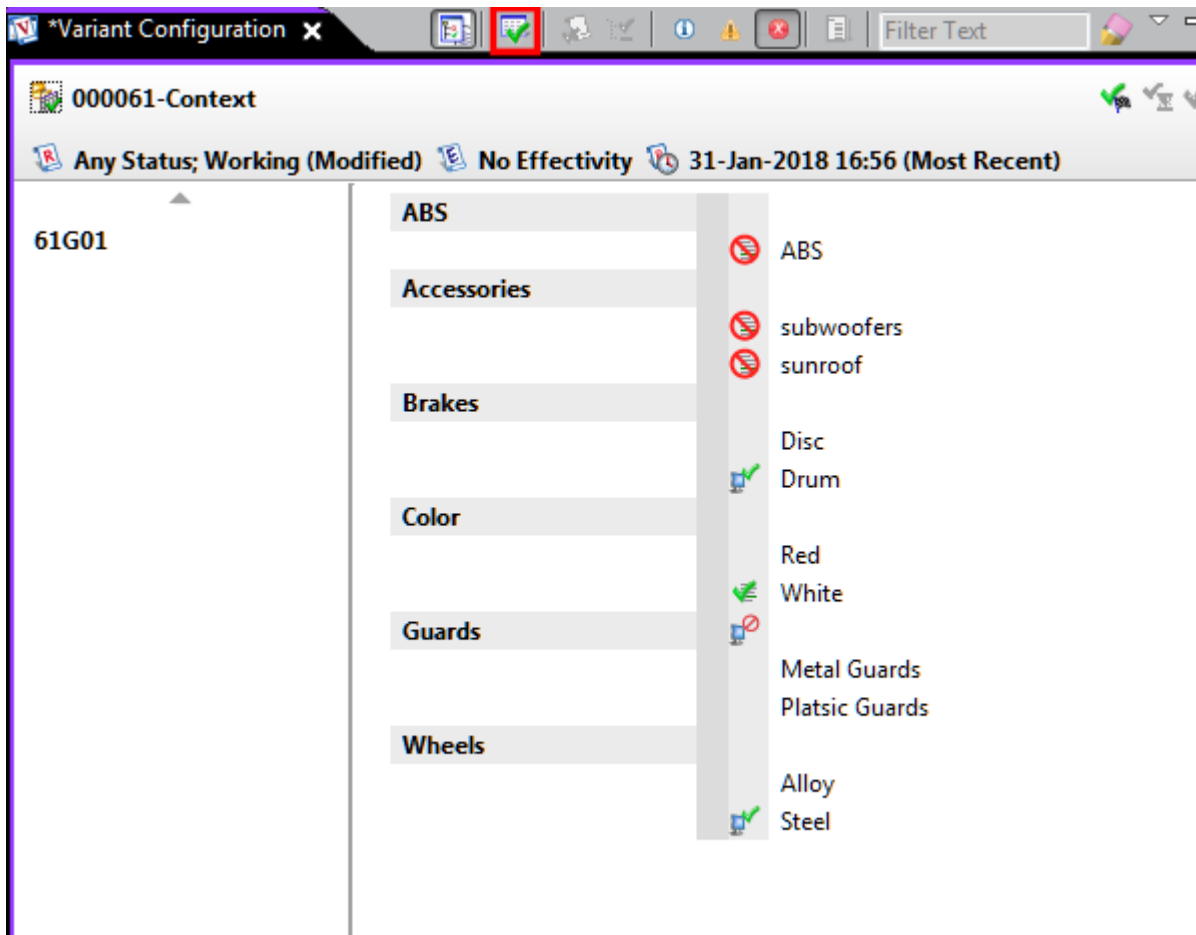 *Variant Configuration
Filter Text
000061-Context
Any Status; Working (Modified) No Effectivity 31-Jan-2018 16:56 (Most Recent)
61G01
ABS
ABS
Accessories
subwoofers
sunroof
Brakes
Disc
Drum
Color
Red
White
Guards
Metal Guards
Platsic Guards
Wheels
Alloy
Steel